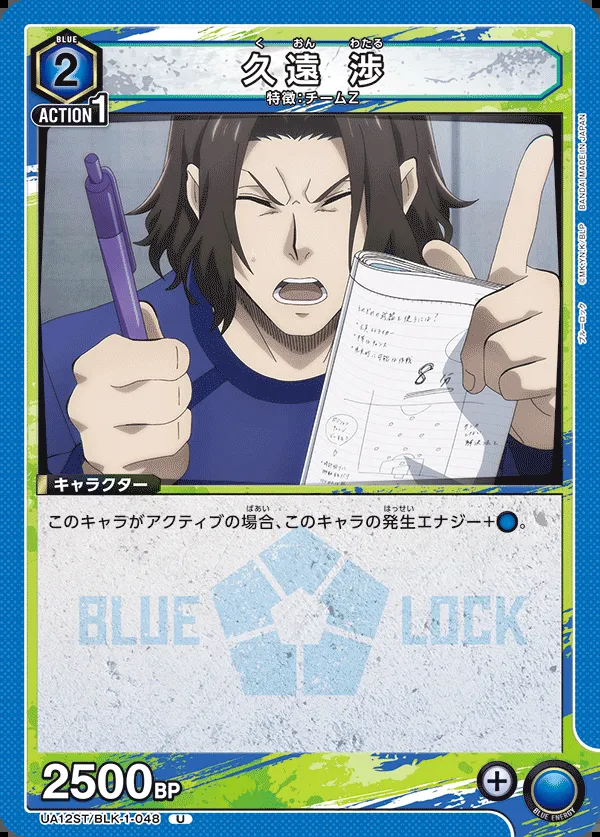 BLUE
2
ACTION 1
く おん わたる
久遠 渉
特徴:チームZ
8分
©MK・YN,K/BLP BANDAI MADE IN JAPAN
ブルーロック
キャラクター
ばあい はっせい
このキャラがアクティブの場合、このキャラの発生エナジー+。
BLUE LOCK
2500BP
UA12ST/BLK-1-048 U
+
BLUE ENERGY